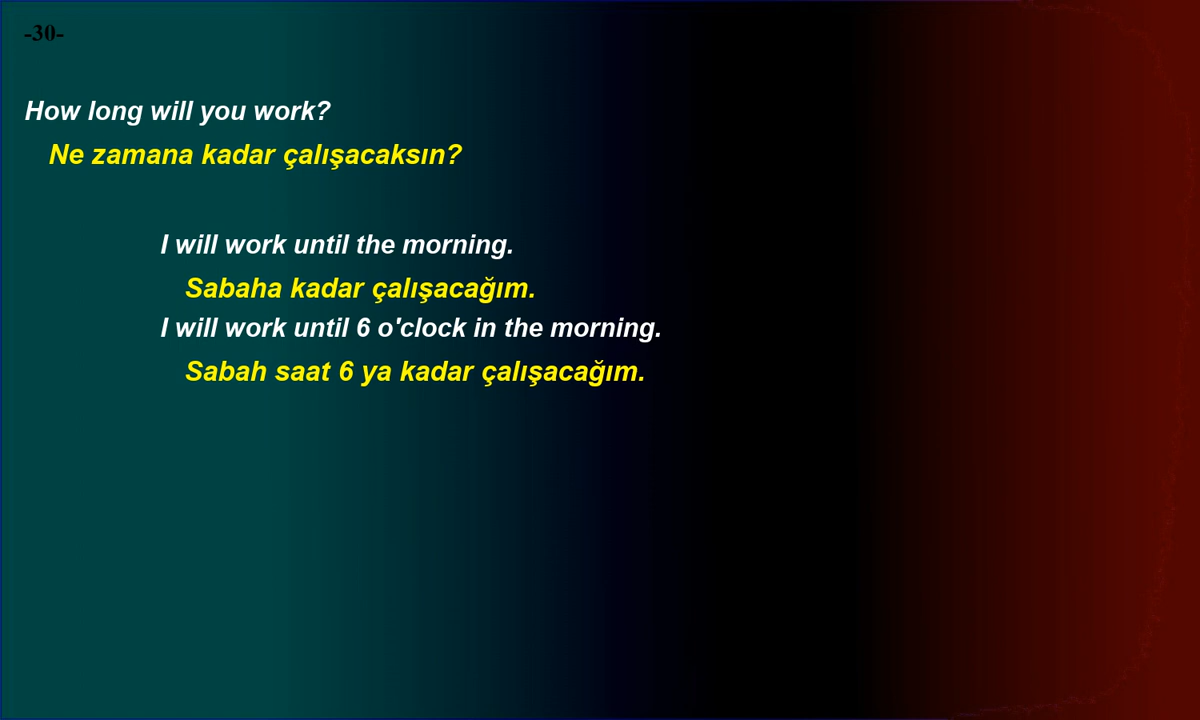 -30-
How long will you work?
Ne zamana kadar çalışacaksın?
I will work until the morning.
Sabaha kadar çalışacağım.
I will work until 6 o'clock in the morning.
Sabah saat 6 ya kadar çalışacağım.